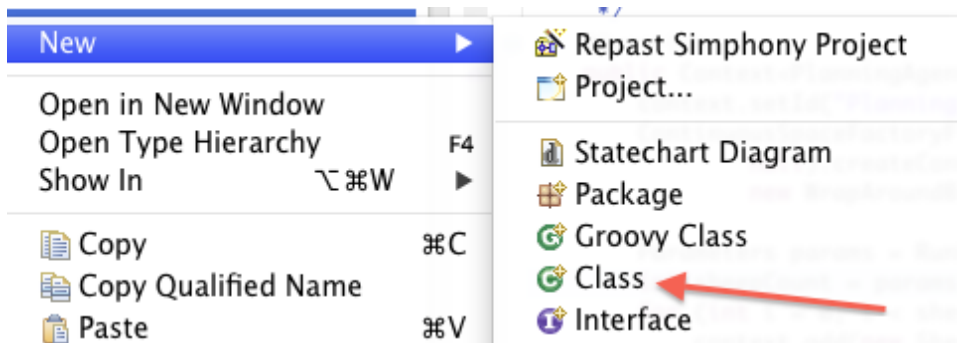 */
New
Open in New Window
Open Type Hierarchy F4
Show In ⌥⌘W
Copy ⌘C
Copy Qualified Name
Paste ⌘V
Repast Simphony Project
Project...
Statechart Diagram
Package
Groovy Class
Class
Interface